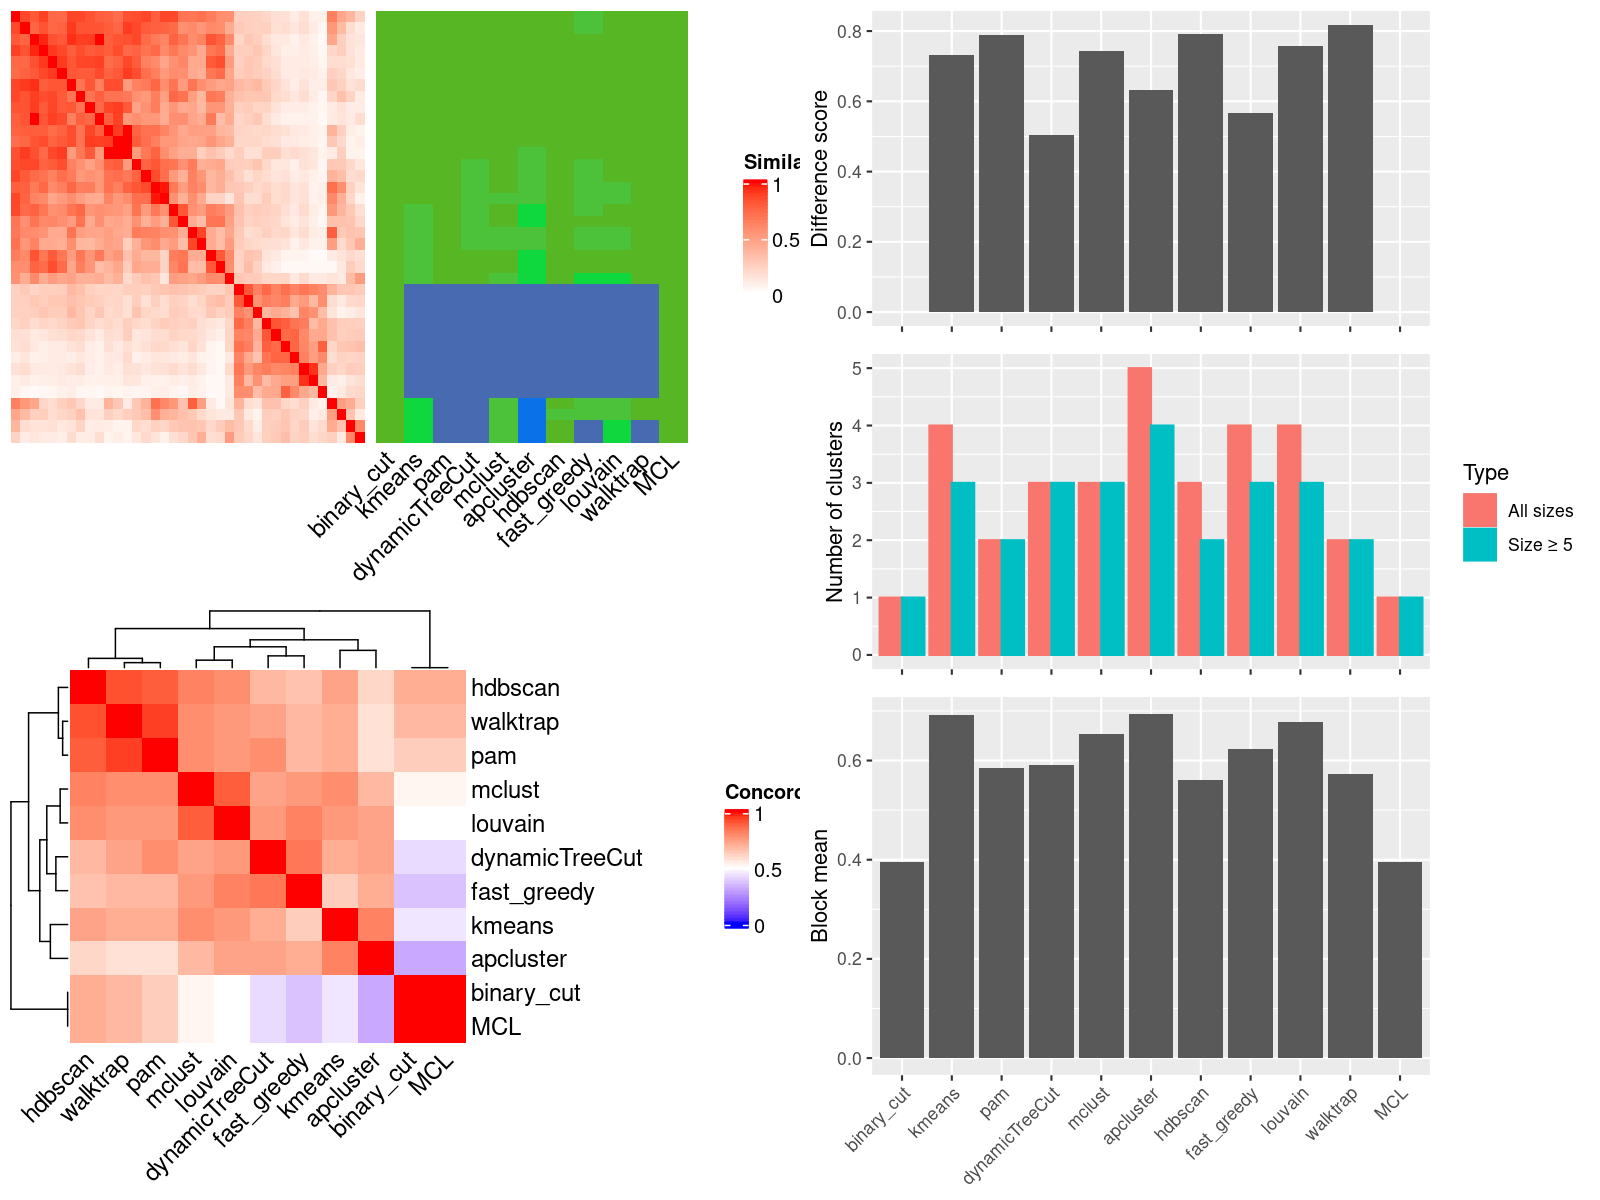 Simila
1
0.5
0
binary_cut
kmeans
pam
dynamicTreeCut
mclust
apcluster
hdbscan
fast_greedy
louvain
walktrap
MCL
hdbscan
walktrap
pam
mclust
louvain
dynamicTreeCut
fast_greedy
kmeans
apcluster
binary_cut
MCL
hdbscan
walktrap
pam
mclust
louvain
dynamicTreeCut
fast_greedy
kmeans
apcluster
binary_cut
MCL
Concord
1
0.5
0
Difference score
0.8
0.6
0.4
0.2
0.0
Number of clusters
5
4
3
2
1
0
Type
All sizes
Size ≥ 5
Block mean
0.6
0.4
0.2
0.0
binary_cut
kmeans
pam
dynamicTreeCut
mclust
apcluster
hdbscan
fast_greedy
louvain
walktrap
MCL